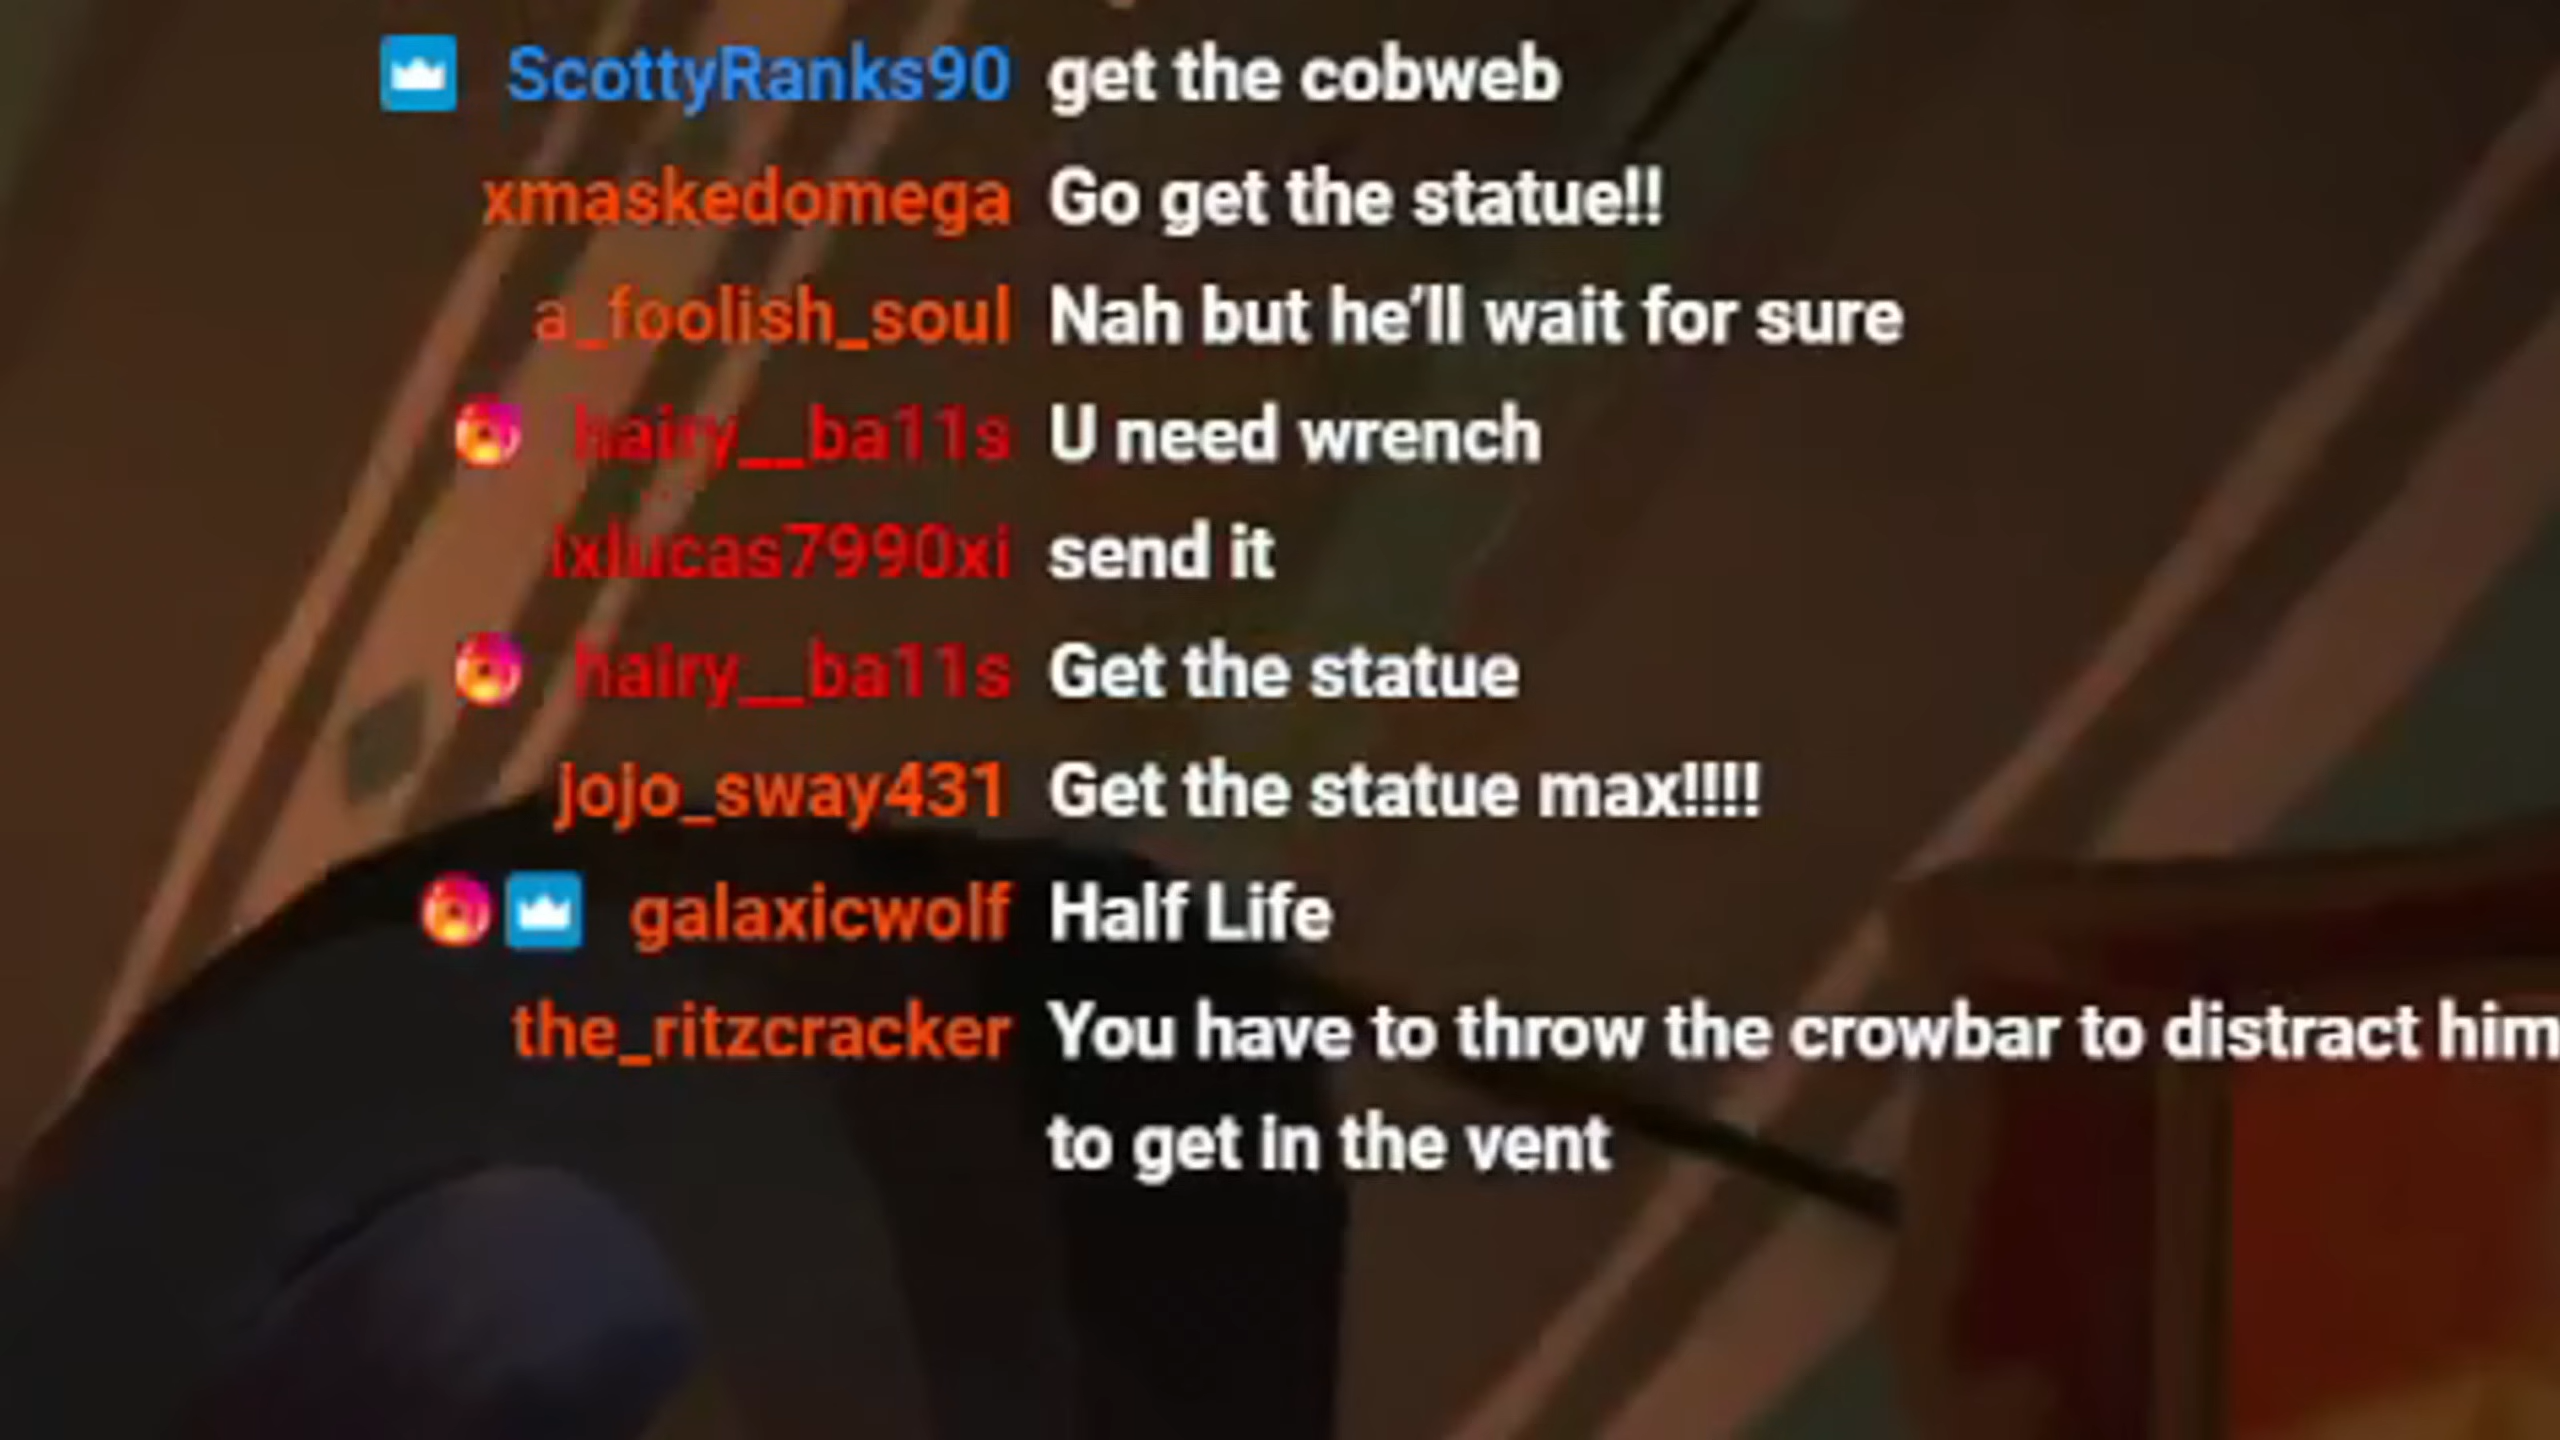 ScottyRanks90 get the cobweb
xmaskedomega Go get the statue!!
a_foolish_soul Nah but he’ll wait for sure
hairy__ba11s U need wrench
ixlucas7990xi send it
hairy__ba11s Get the statue
jojo_sway431 Get the statue max!!!!
galaxicwolf Half Life
the_ritzcracker You have to throw the crowbar to distract him
to get in the vent